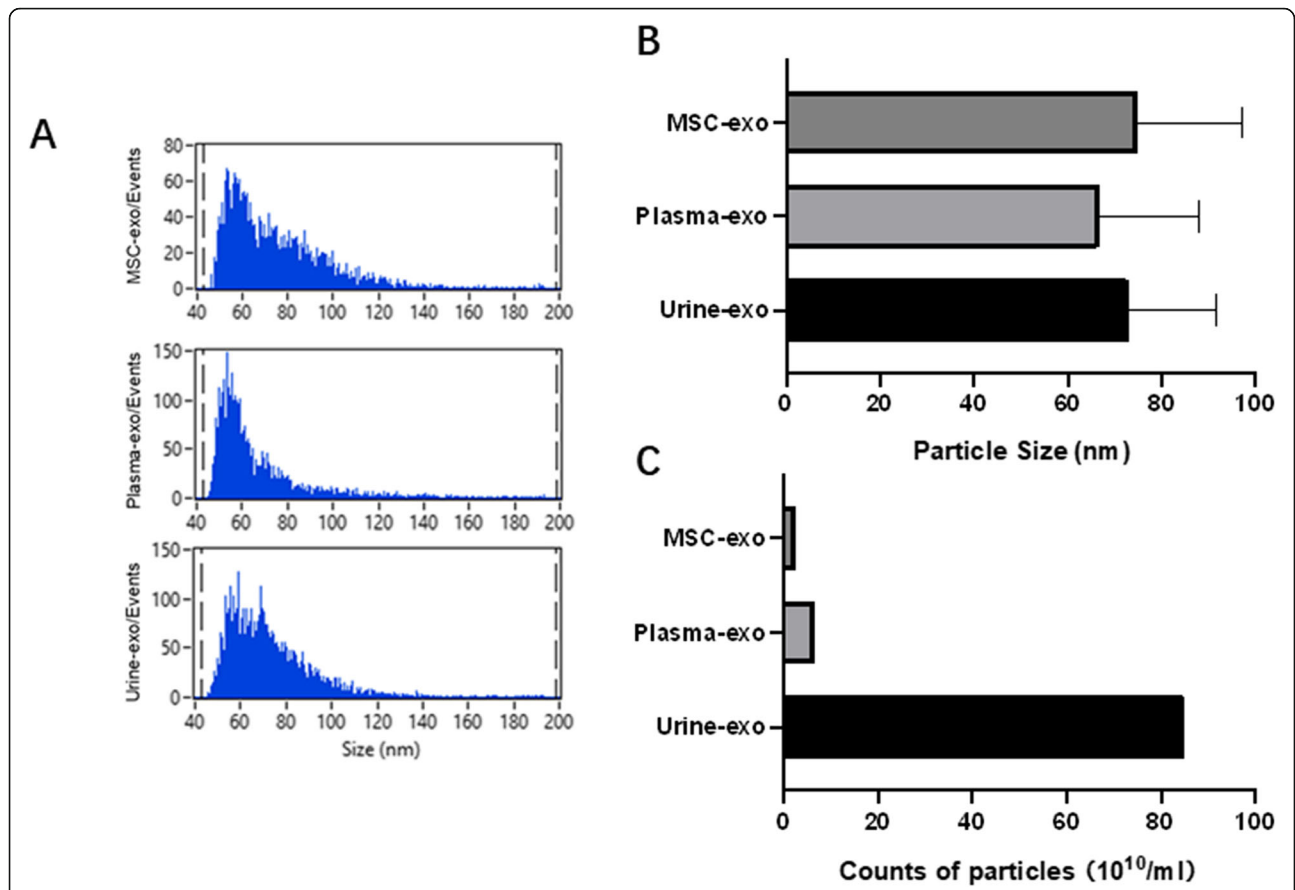 A
MSC-exo/Events
80
60
40
20
0
40 60 80 100 120 140 160 180 200
Plasma-exo/Events
150
100
50
0
40 60 80 100 120 140 160 180 200
Urine-exo/Events
150
100
50
0
40 60 80 100 120 140 160 180 200
Size (nm)
B
MSC-exo
Plasma-exo
Urine-exo
0 20 40 60 80 100
Particle Size (nm)
C
MSC-exo
Plasma-exo
Urine-exo
0 20 40 60 80 100
Counts of particles (10¹⁰/ml)